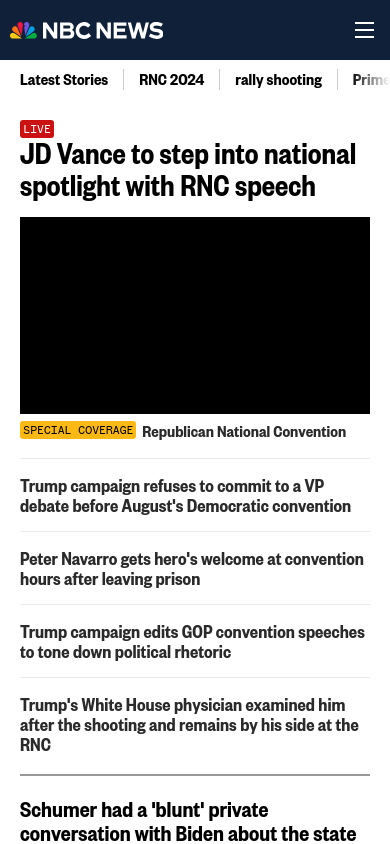 NBC NEWS
Latest Stories
RNC 2024
rally shooting
Prime
LIVE
JD Vance to step into national
spotlight with RNC speech
SPECIAL COVERAGE Republican National Convention
Trump campaign refuses to commit to a VP
debate before August's Democratic convention
Peter Navarro gets hero's welcome at convention
hours after leaving prison
Trump campaign edits GOP convention speeches
to tone down political rhetoric
Trump's White House physician examined him
after the shooting and remains by his side at the
RNC
Schumer had a 'blunt' private
conversation with Biden about the state